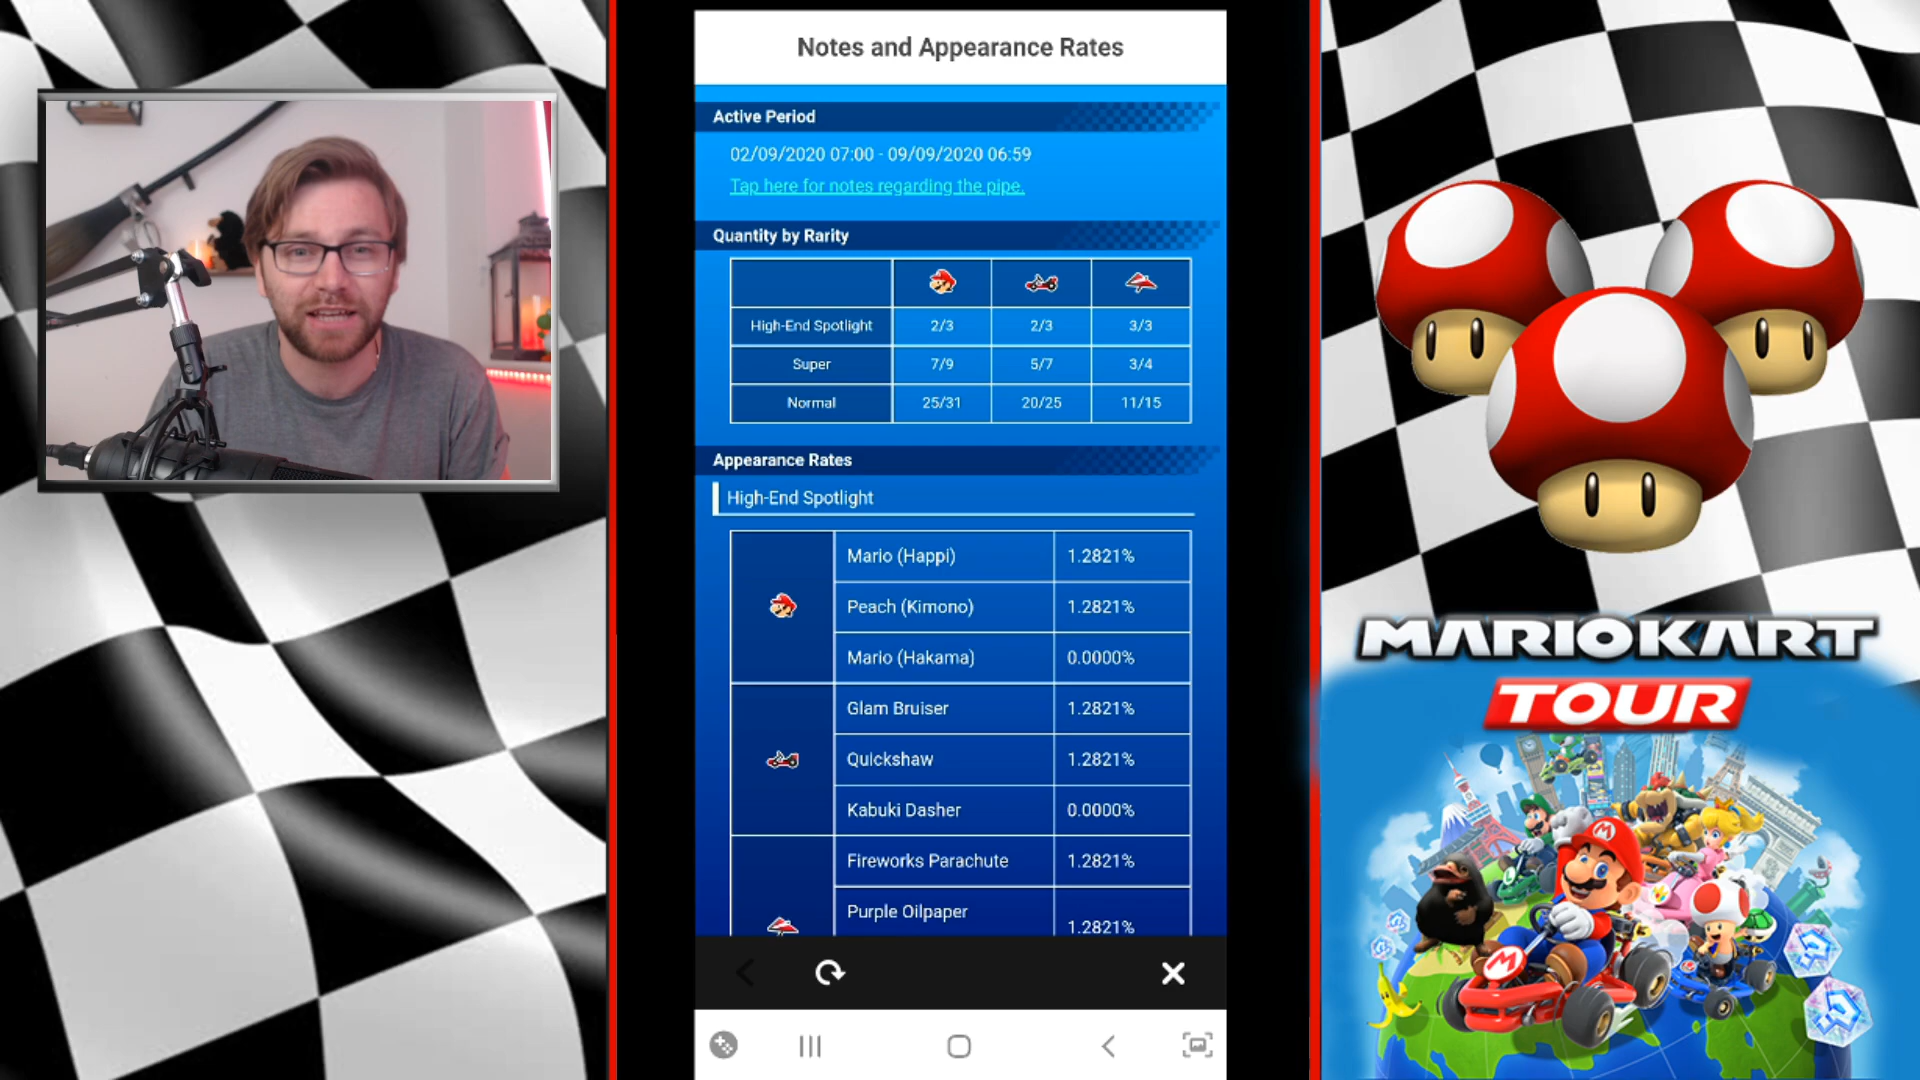 Notes and Appearance Rates
Active Period
02/09/2020 07:00 - 09/09/2020 06:59
Tap here for notes regarding the pipe.
Quantity by Rarity
High-End Spotlight 2/3 2/3 3/3
Super 7/9 5/7 3/4
Normal 25/31 20/25 11/15
Appearance Rates
High-End Spotlight
Mario (Happi) 1.2821%
Peach (Kimono) 1.2821%
Mario (Hakama) 0.0000%
Glam Bruiser 1.2821%
Quickshaw 1.2821%
Kabuki Dasher 0.0000%
Fireworks Parachute 1.2821%
Purple Oilpaper 1.2821%
MARIOKART
TOUR